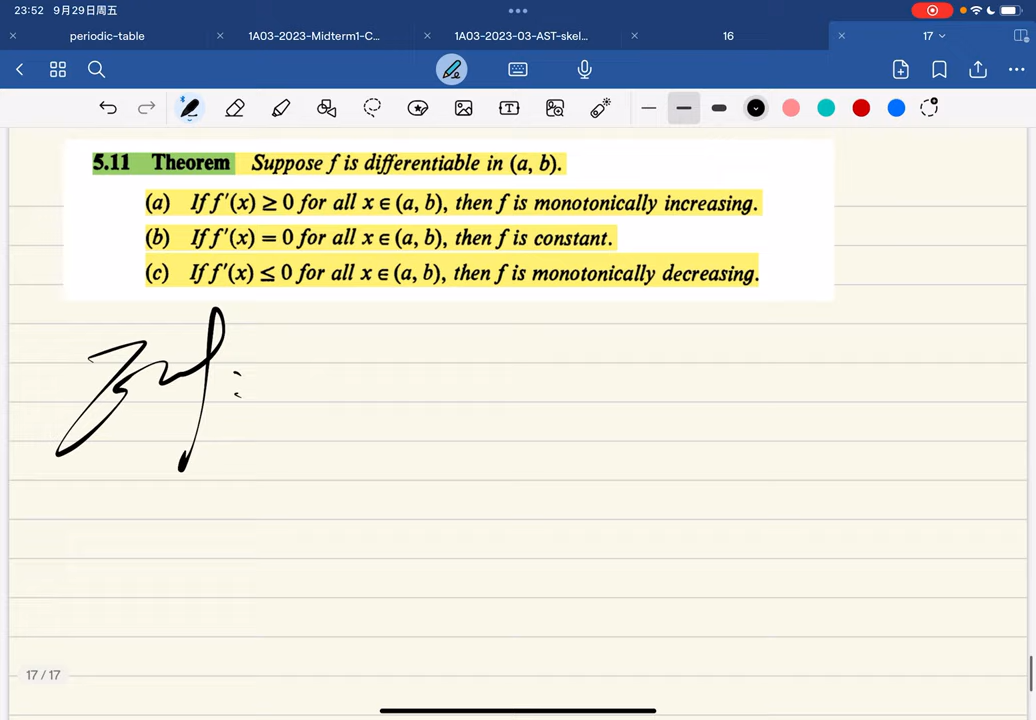 23:52 9月29日周五
periodic-table
1A03-2023-Midterm1-C...
1A03-2023-03-AST-skel...
16
17
5.11 Theorem Suppose f is differentiable in (a, b).
(a) If f′(x) ≥ 0 for all x ∈ (a, b), then f is monotonically increasing.
(b) If f′(x) = 0 for all x ∈ (a, b), then f is constant.
(c) If f′(x) ≤ 0 for all x ∈ (a, b), then f is monotonically decreasing.
17 / 17